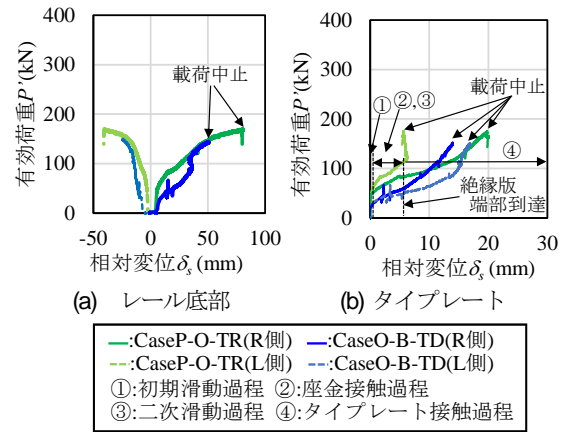 400
300
200
100
0
有効荷重P'(kN)
載荷中止
-50 0 50 100
相対変位δs (mm)
(a) レール底部
400
300
200
100
0
有効荷重P'(kN)
① ②,③
載荷中止
④
絶縁版
端部到達
0 10 20 30
相対変位δs (mm)
(b) タイプレート
:CaseP-O-TR(R側) :CaseO-B-TD(R側)
:CaseP-O-TR(L側) :CaseO-B-TD(L側)
①:初期滑動過程 ②:座金接触過程
③:二次滑動過程 ④:タイプレート接触過程